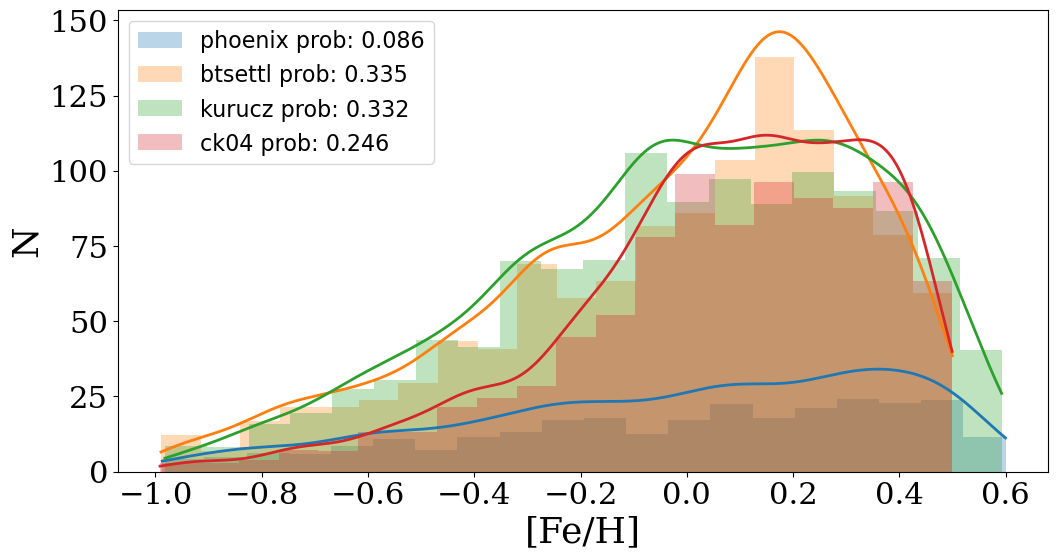 phoenix prob: 0.086
btsettl prob: 0.335
kurucz prob: 0.332
ck04 prob: 0.246
150
125
100
75
50
25
0
N
−1.0 −0.8 −0.6 −0.4 −0.2 0.0 0.2 0.4 0.6
[Fe/H]